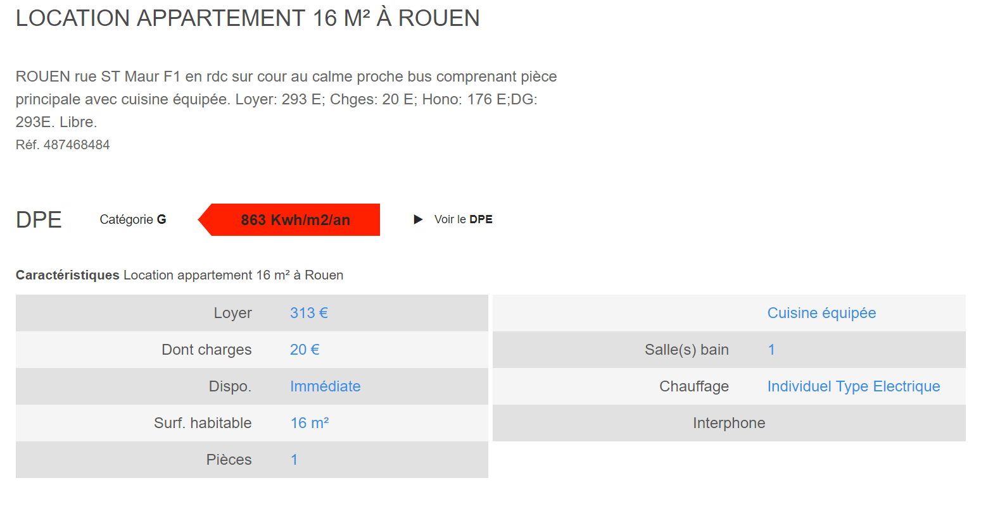 LOCATION APPARTEMENT 16 M² À ROUEN
ROUEN rue ST Maur F1 en rdc sur cour au calme proche bus comprenant pièce
principale avec cuisine équipée. Loyer: 293 E; Chges: 20 E; Hono: 176 E;DG:
293E. Libre.
Réf. 487468484
DPE Catégorie G 863 Kwh/m2/an Voir le DPE
Caractéristiques Location appartement 16 m² à Rouen
Loyer 313 €
Dont charges 20 €
Dispo. Immédiate
Surf. habitable 16 m²
Pièces 1
Cuisine équipée
Salle(s) bain 1
Chauffage Individuel Type Electrique
Interphone